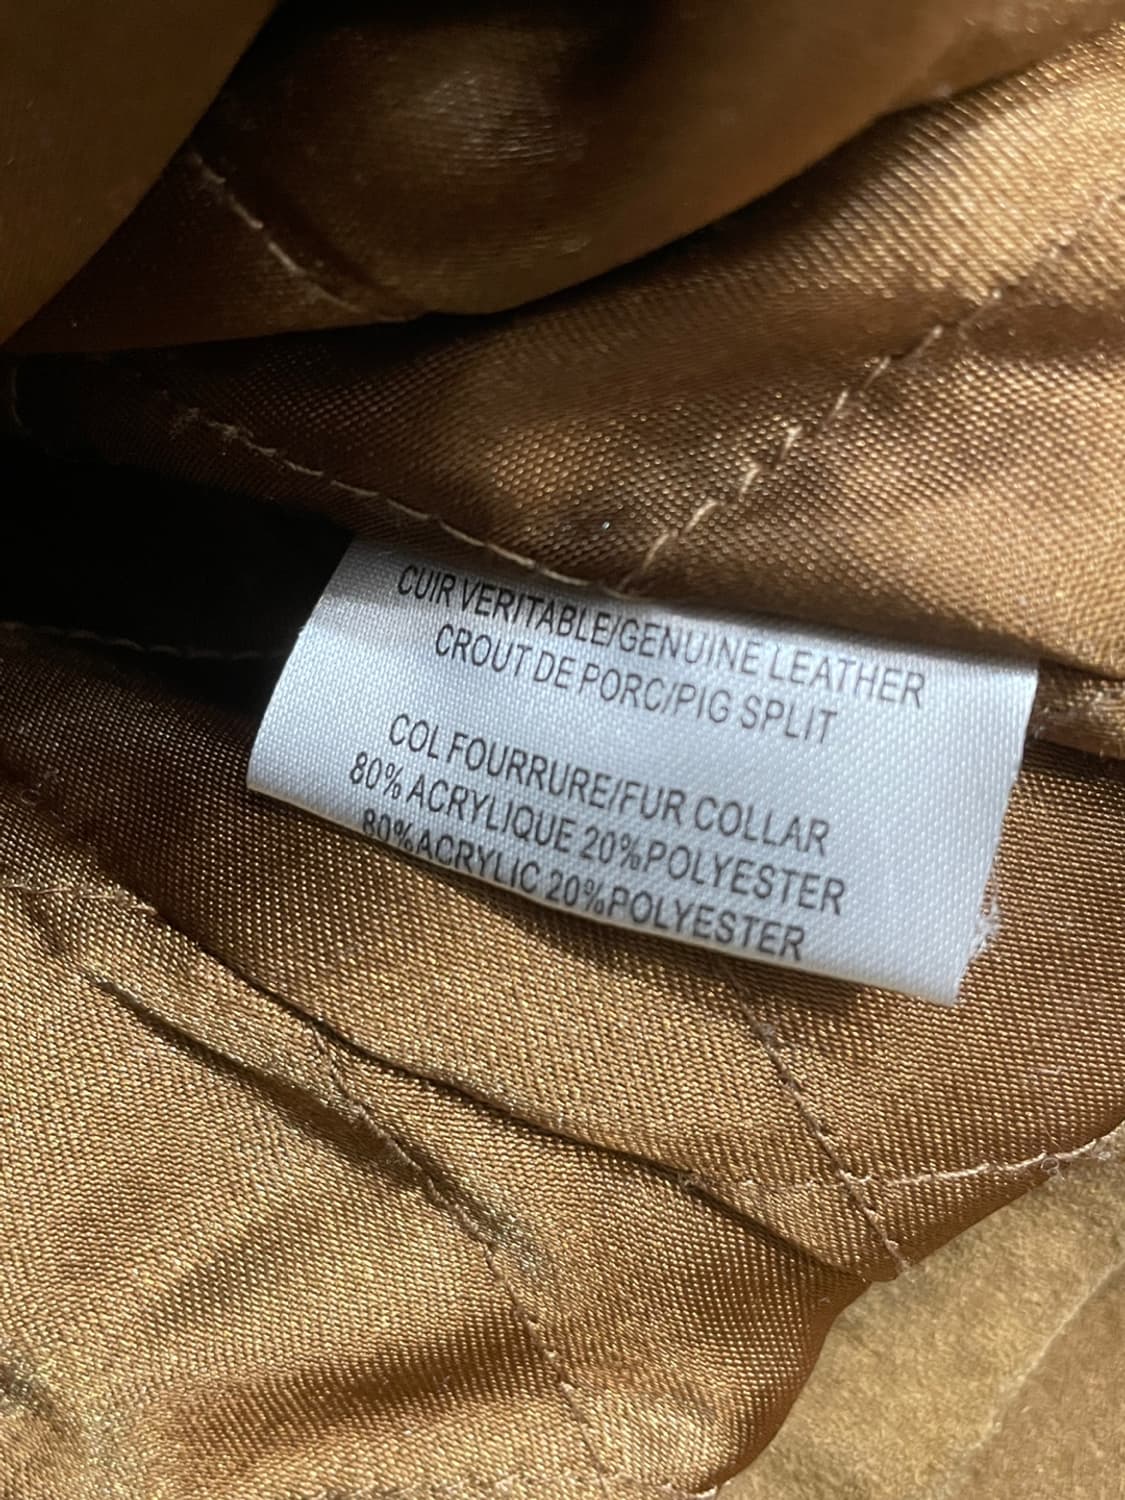 CUIR VERITABLE/GENUINE LEATHER
CROUT DE PORC/PIG SPLIT
COL FOURRURE/FUR COLLAR
80% ACRYLIQUE 20%POLYESTER
80%ACRYLIC 20%POLYESTER